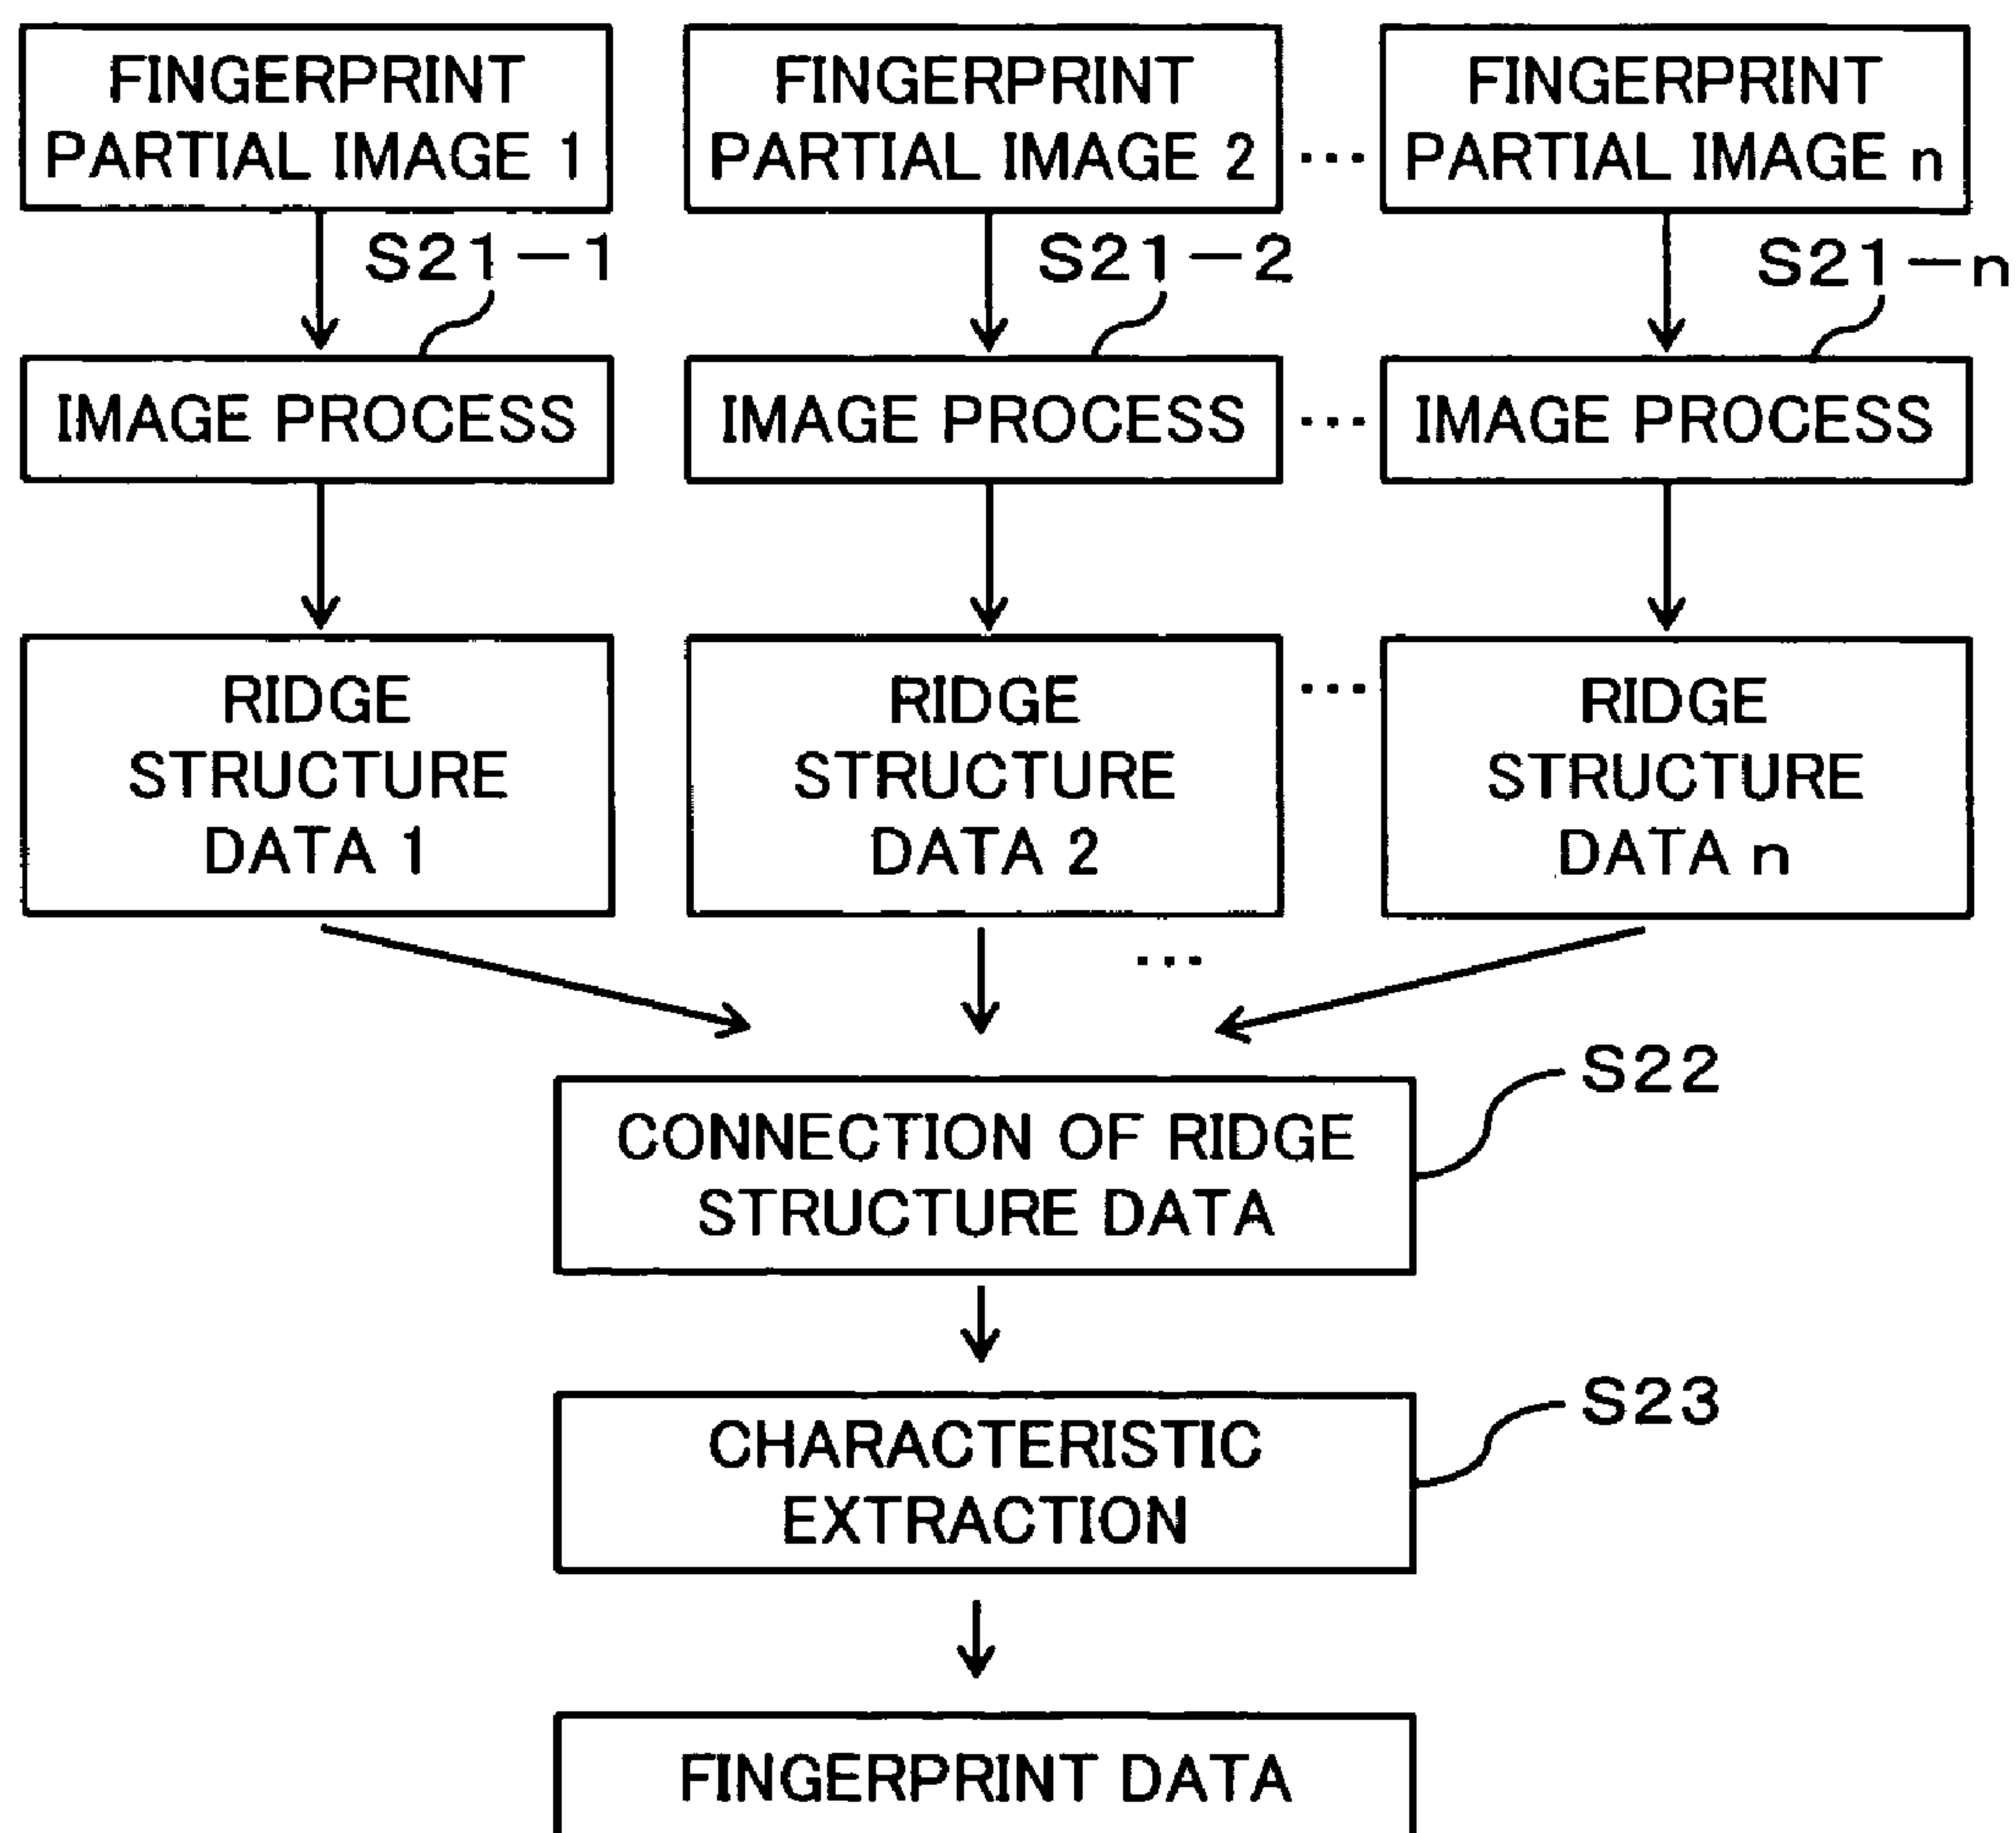 FINGERPRINT
PARTIAL IMAGE 1
FINGERPRINT
PARTIAL IMAGE 2
...
FINGERPRINT
PARTIAL IMAGE n
S21-1
S21-2
S21-n
IMAGE PROCESS
IMAGE PROCESS
...
IMAGE PROCESS
RIDGE
STRUCTURE
DATA 1
RIDGE
STRUCTURE
DATA 2
...
RIDGE
STRUCTURE
DATA n
...
S22
CONNECTION OF RIDGE
STRUCTURE DATA
S23
CHARACTERISTIC
EXTRACTION
FINGERPRINT DATA